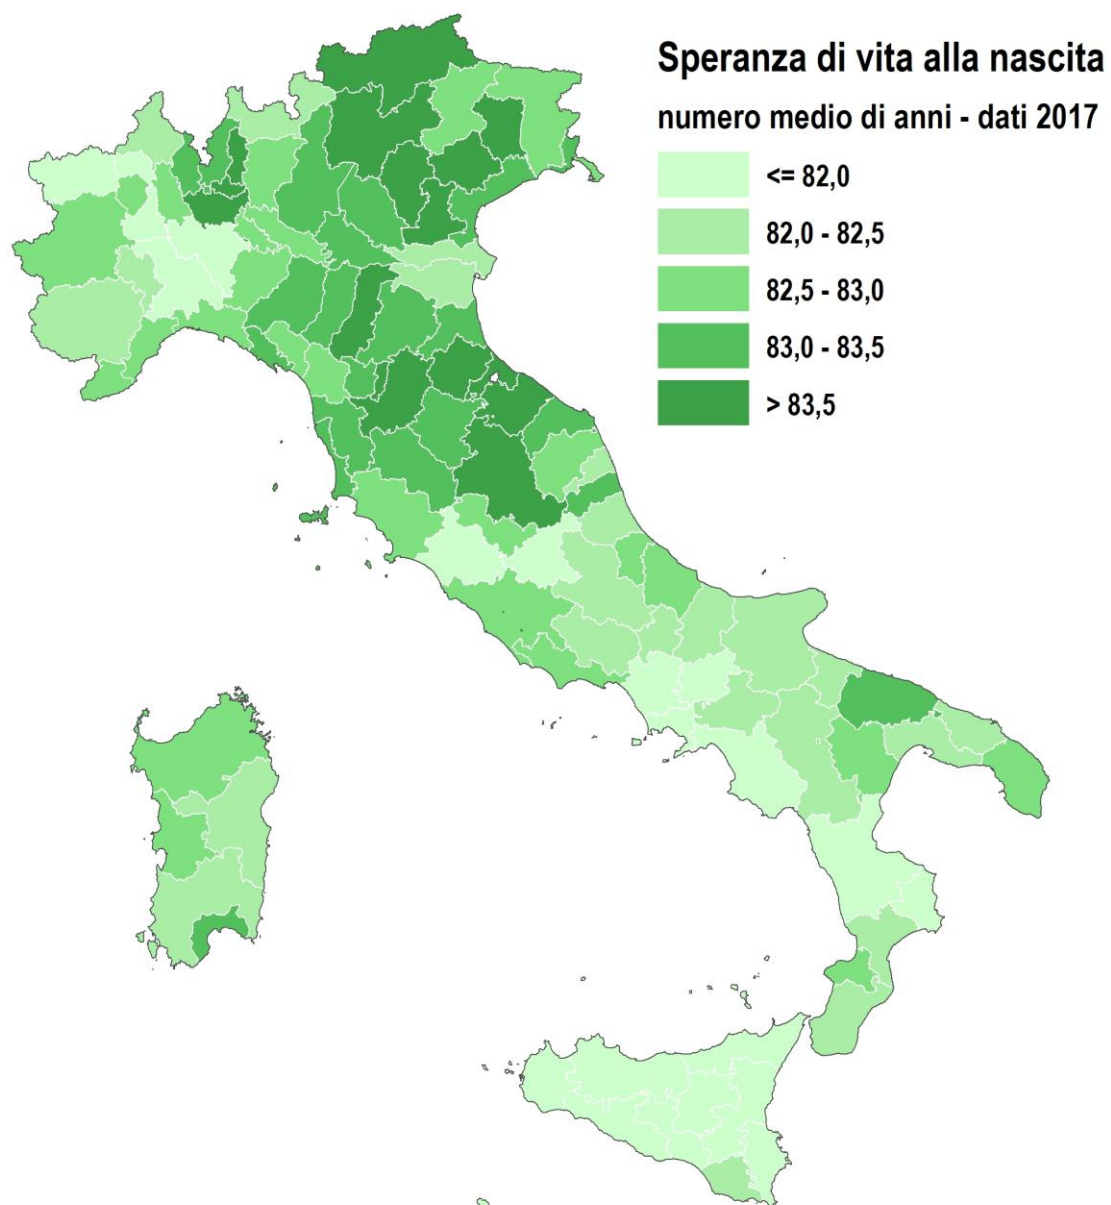 Speranza di vita alla nascita
numero medio di anni - dati 2017
<= 82,0
82,0 - 82,5
82,5 - 83,0
83,0 - 83,5
> 83,5